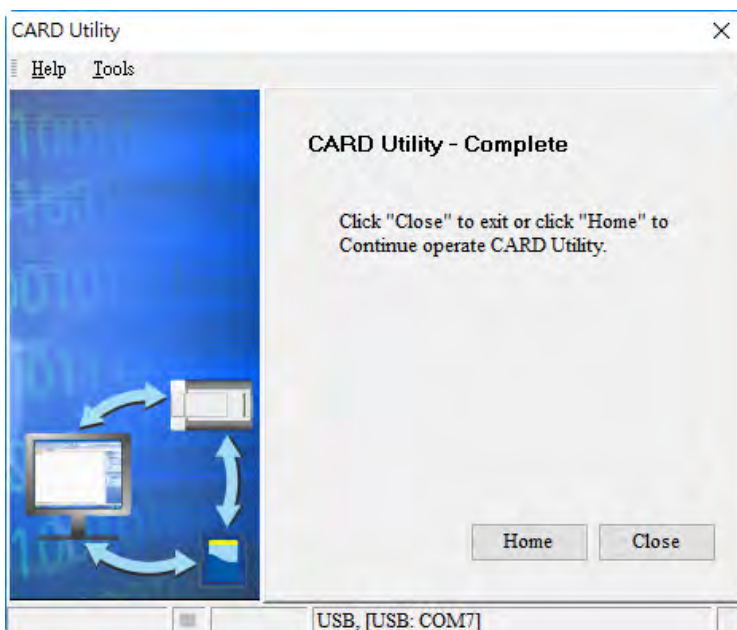 CARD Utility
Help Tools
CARD Utility - Complete
Click "Close" to exit or click "Home" to
Continue operate CARD Utility.
Home Close
USB, [USB: COM7]